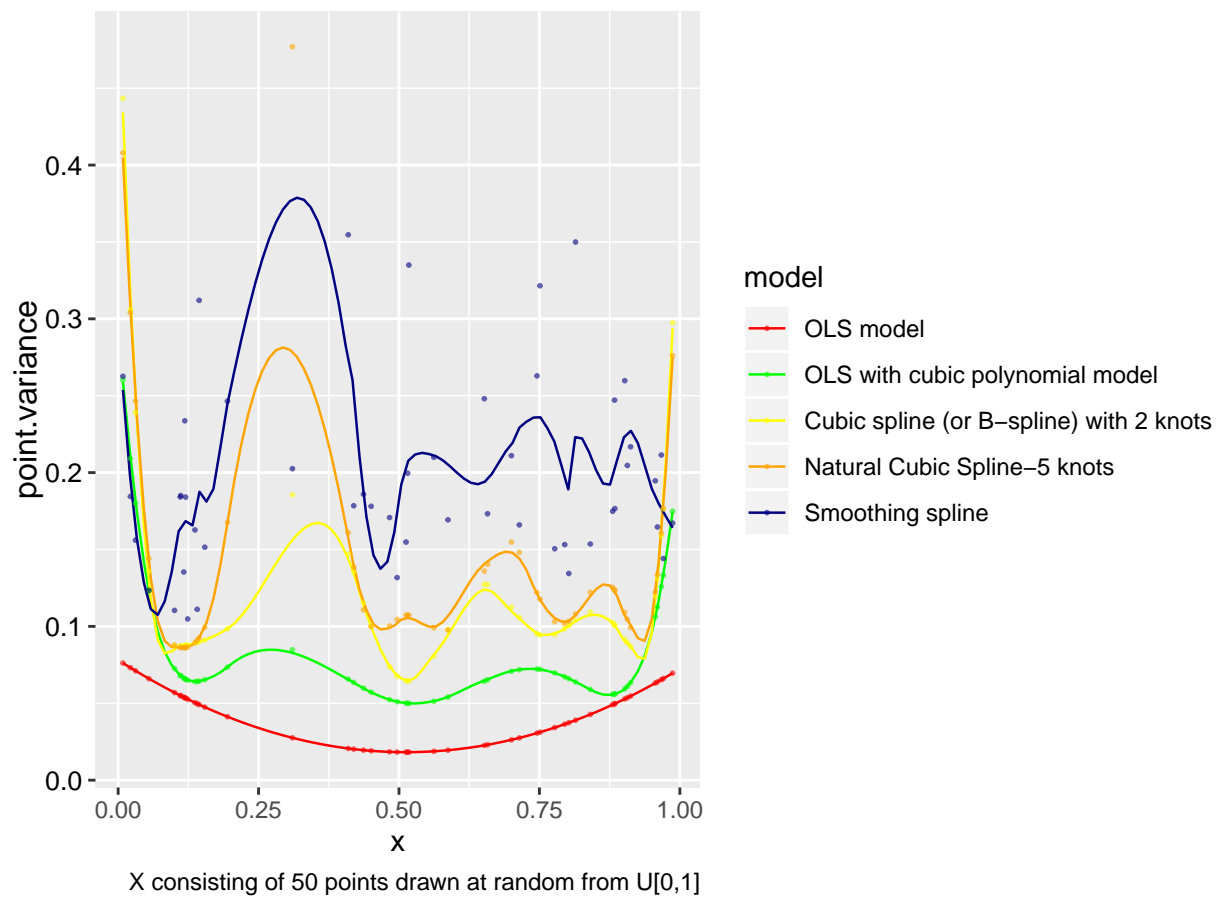 point.variance
0.4
0.3
0.2
0.1
0.0
0.00
0.25
0.50
0.75
1.00
x
X consisting of 50 points drawn at random from U[0,1]
model
OLS model
OLS with cubic polynomial model
Cubic spline (or B−spline) with 2 knots
Natural Cubic Spline−5 knots
Smoothing spline